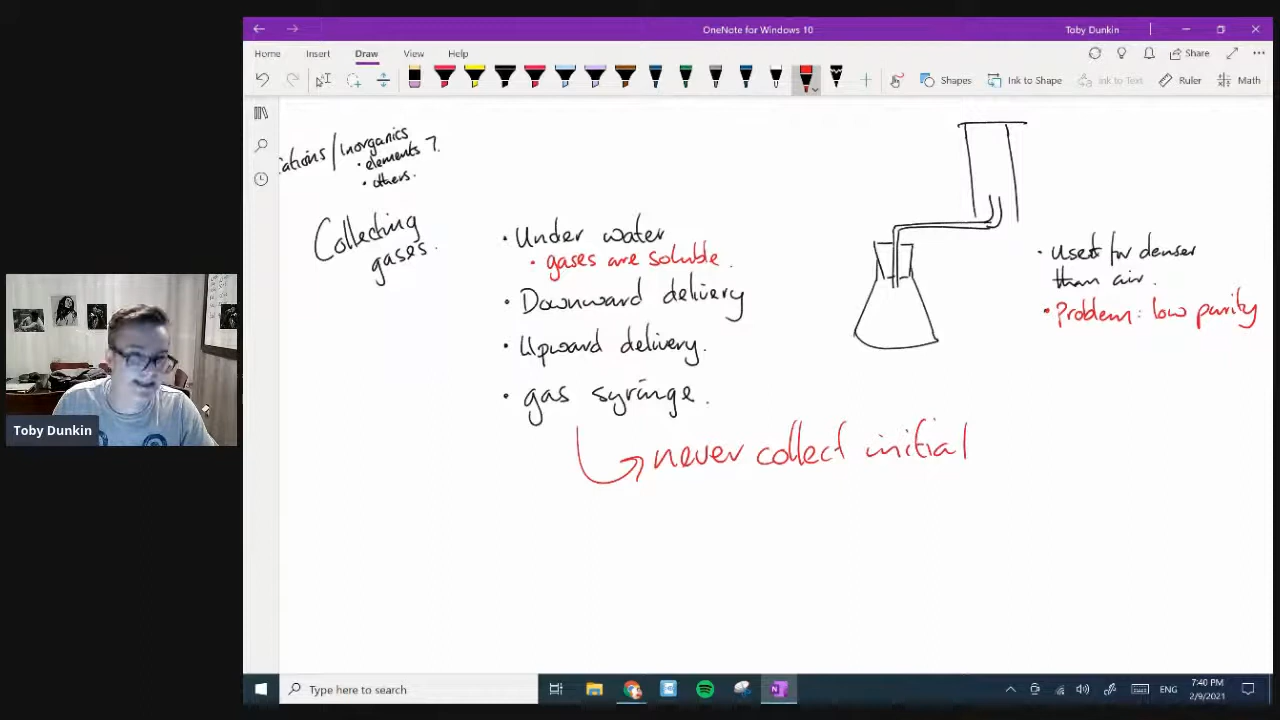 OneNote for Windows 10
Toby Dunkin
Home
Insert
Draw
View
Help
Share
Shapes
Ink to Shape
Ink to Text
Ruler
Math
ations/Inorganics
• elements 7.
• others.
Collecting
gases.
• Under water
• gases are soluble.
• Downward delivery
• Upward delivery.
• gas syringe.
never collect initial
• Used for denser
than air.
• Problem: low purity
Toby Dunkin
Type here to search
ENG
7:40 PM
2/9/2021